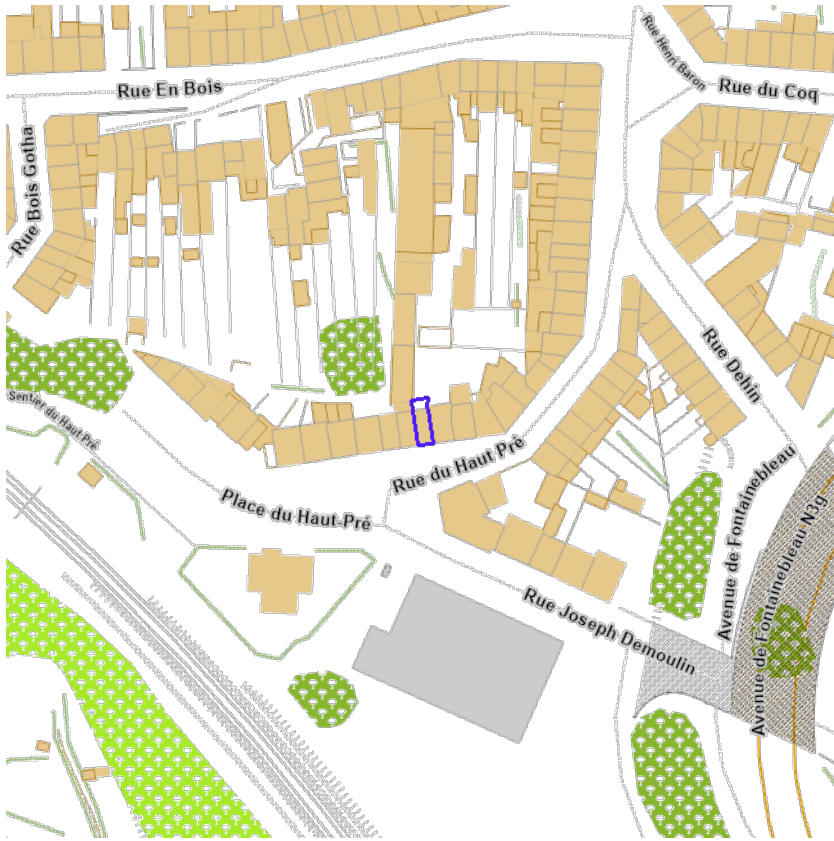 Rue Henri Baron
Rue En Bois
Rue du Coq
Rue Bois Gotha
Rue Dehin
Sentier du Haut Pré
Rue du Haut Pré
Place du Haut-Pré
Avenue de Fontainebleau
Avenue de Fontainebleau N3g
Rue Joseph Demoulin